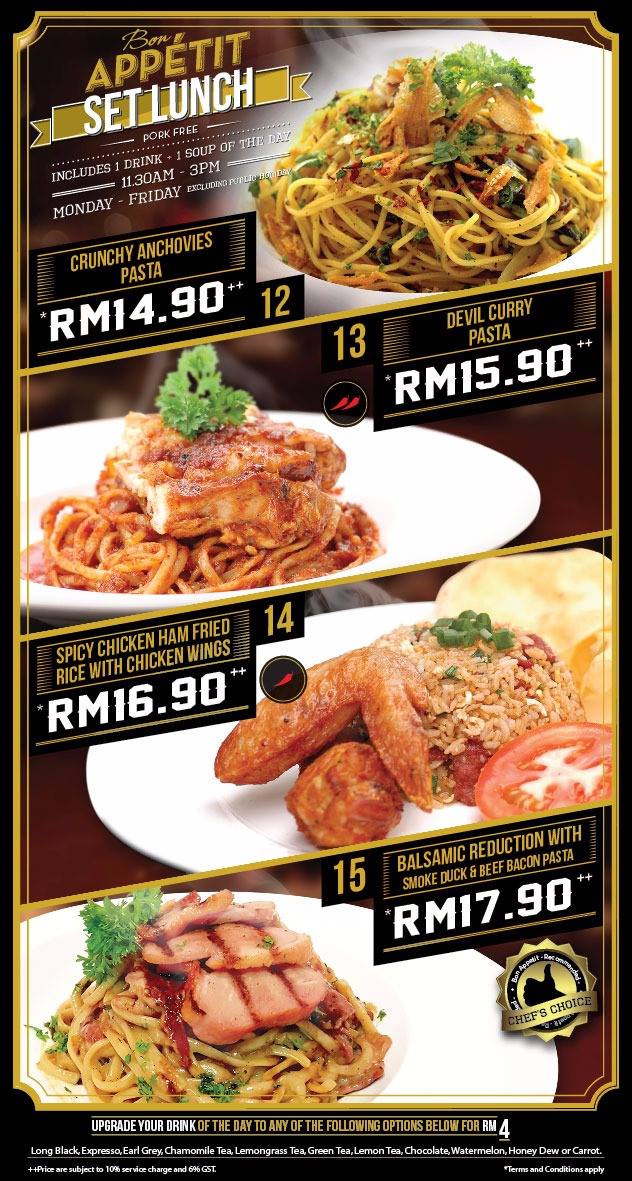 Bon
APPÉTIT
SET LUNCH
PORK FREE
INCLUDES 1 DRINK + 1 SOUP OF THE DAY
11.30AM - 3PM
MONDAY - FRIDAY EXCLUDING PUBLIC HOLIDAY
CRUNCHY ANCHOVIES
PASTA
*RM14.90++
12
13
DEVIL CURRY
PASTA
*RM15.90++
14
SPICY CHICKEN HAM FRIED
RICE WITH CHICKEN WINGS
*RM16.90++
15
BALSAMIC REDUCTION WITH
SMOKE DUCK & BEEF BACON PASTA
*RM17.90++
Bon Appetit - Recommended
CHEF'S CHOICE
UPGRADE YOUR DRINK OF THE DAY TO ANY OF THE FOLLOWING OPTIONS BELOW FOR RM4
Long Black, Expresso, Earl Grey, Chamomile Tea, Lemongrass Tea, Green Tea, Lemon Tea, Chocolate, Watermelon, Honey Dew or Carrot.
++Price are subject to 10% service charge and 6% GST.
*Terms and Conditions apply